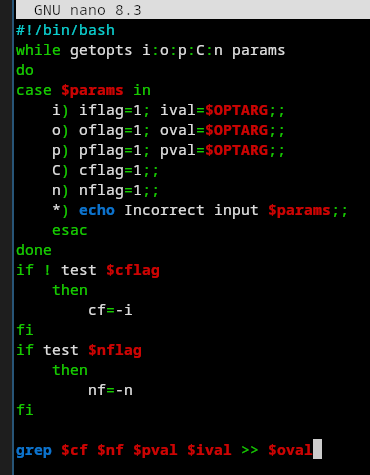 GNU nano 8.3
#!/bin/bash
while getopts i:o:p:C:n params
do
case $params in
    i) iflag=1; ival=$OPTARG;;
    o) oflag=1; oval=$OPTARG;;
    p) pflag=1; pval=$OPTARG;;
    C) cflag=1;;
    n) nflag=1;;
    *) echo Incorrect input $params;;
    esac
done
if ! test $cflag
    then
        cf=-i
fi
if test $nflag
    then
        nf=-n
fi

grep $cf $nf $pval $ival >> $oval